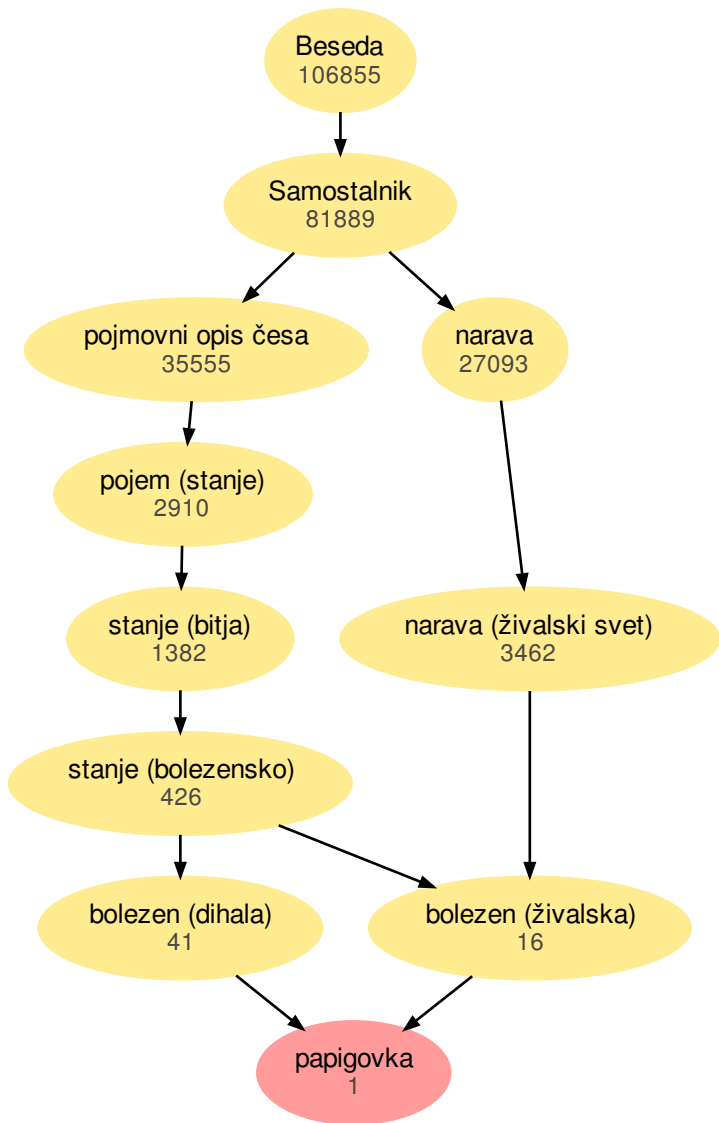 Beseda
106855
Samostalnik
81889
pojmovni opis česa
35555
narava
27093
pojem (stanje)
2910
stanje (bitja)
1382
narava (živalski svet)
3462
stanje (bolezensko)
426
bolezen (dihala)
41
bolezen (živalska)
16
papigovka
1